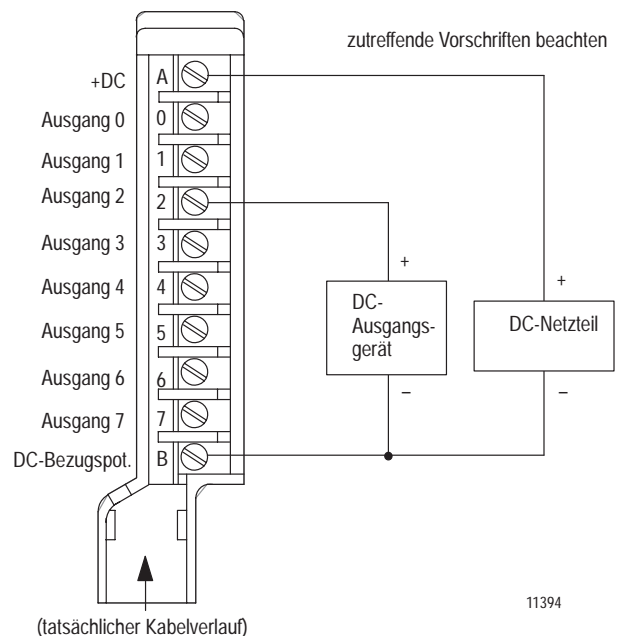 zutreffende Vorschriften beachten
+DC A
Ausgang 0 0
Ausgang 1 1
Ausgang 2 2
Ausgang 3 3
Ausgang 4 4
Ausgang 5 5
Ausgang 6 6
Ausgang 7 7
DC-Bezugspot. B
+
DC-
Ausgangs-
gerät
–
+
DC-Netzteil
–
11394
(tatsächlicher Kabelverlauf)